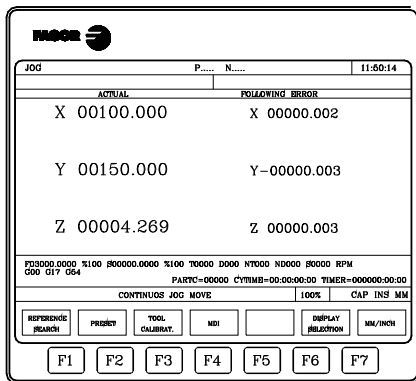 FAGOR
JOG P..... N..... 11:50:14
ACTUAL FOLLOWING ERROR
X 00100.000 X 00000.002
Y 00150.000 Y-00000.003
Z 00004.269 Z 00000.003
F03000.0000 %100 S00000.0000 %100 T0000 D000 NT000 ND000 S0000 RPM
G00 G17 G54
PARTC=00000 CYTIME=00:00:00:00 TIMER=000000:00:00
CONTINUOS JOG MOVE 100% CAP INS MM
REFERENCE SEARCH PRESET TOOL CALIBRAT. MDI DISPLAY SELECTION MM/INCH
F1 F2 F3 F4 F5 F6 F7